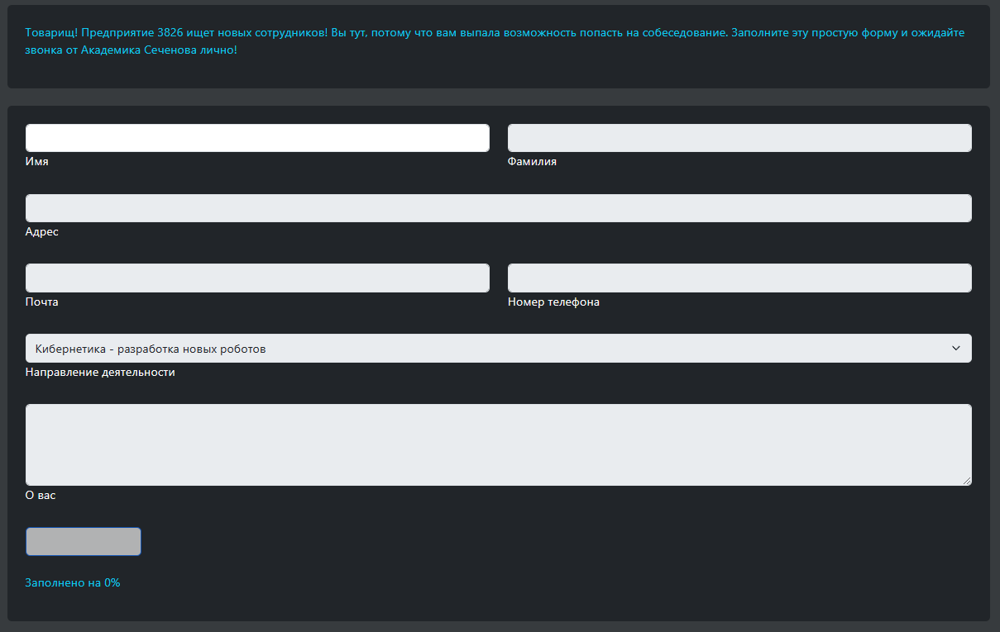 Товарищ! Предприятие 3826 ищет новых сотрудников! Вы тут, потому что вам выпала возможность попасть на собеседование. Заполните эту простую форму и ожидайте
звонка от Академика Сеченова лично!
Имя
Фамилия
Адрес
Почта
Номер телефона
Кибернетика - разработка новых роботов
Направление деятельности
О вас
Заполнено на 0%